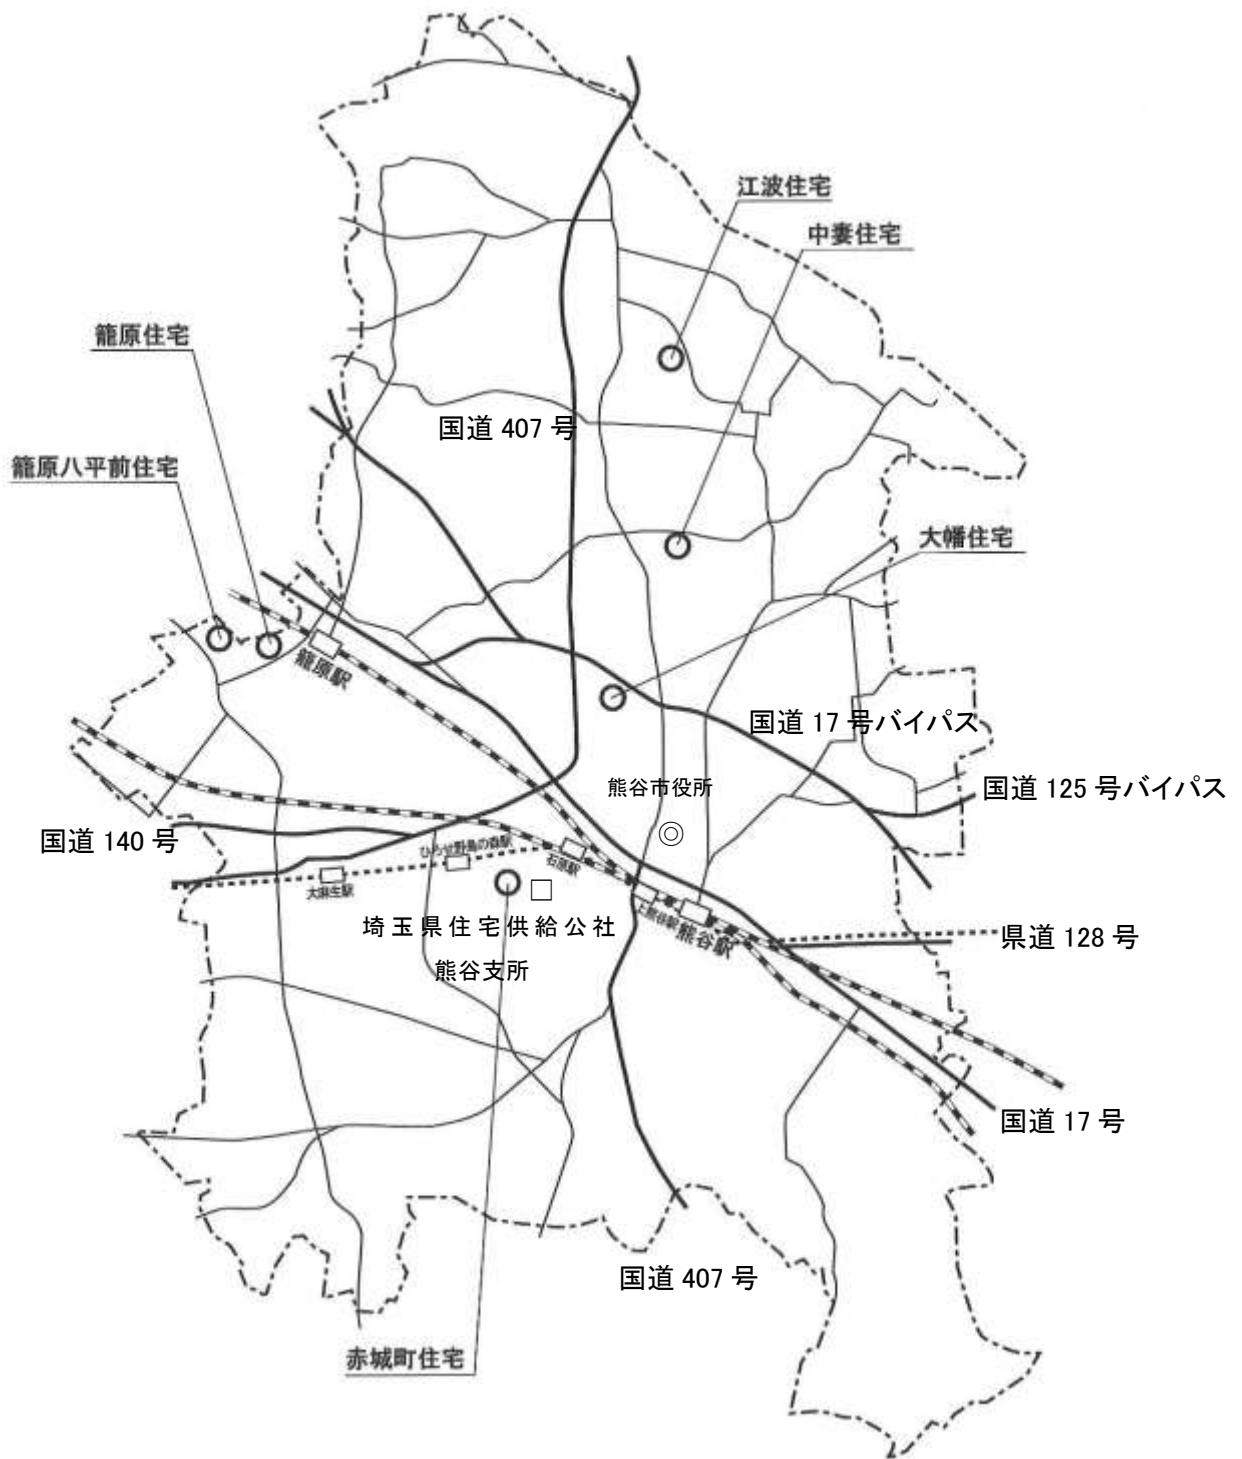 江波住宅
中妻住宅
籠原住宅
国道 407 号
籠原八平前住宅
大幡住宅
籠原駅
国道 17 号バイパス
熊谷市役所
国道 125 号バイパス
国道 140 号
ひろせ野鳥の森駅
石原駅
大麻生駅
埼玉県住宅供給公社
熊谷支所
上熊谷駅
熊谷駅
県道 128 号
国道 17 号
国道 407 号
赤城町住宅